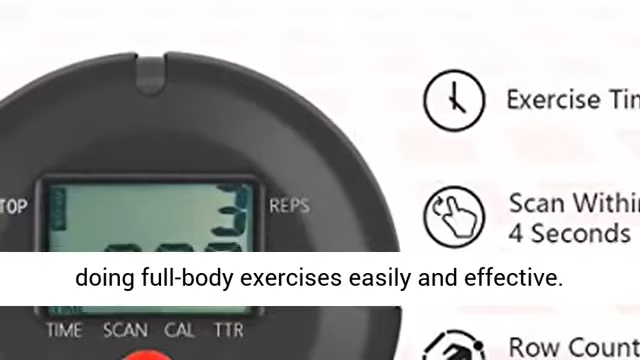 Exercise Tim
TOP
3
REPS
Scan Within
4 Seconds
doing full-body exercises easily and effective.
TIME SCAN CAL TTR
Row Count